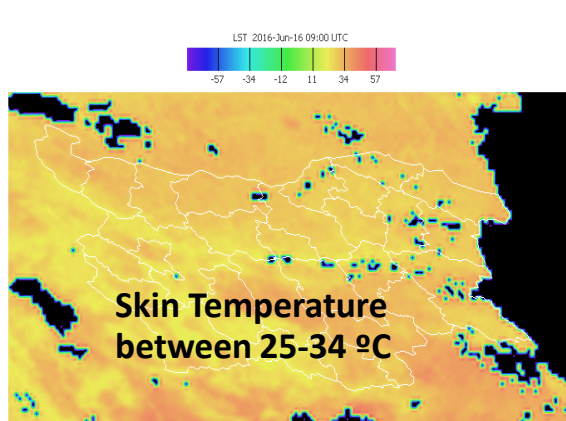 LST 2016-Jun-16 09:00 UTC
-57 -34 -12 11 34 57
Skin Temperature
between 25-34 ºC